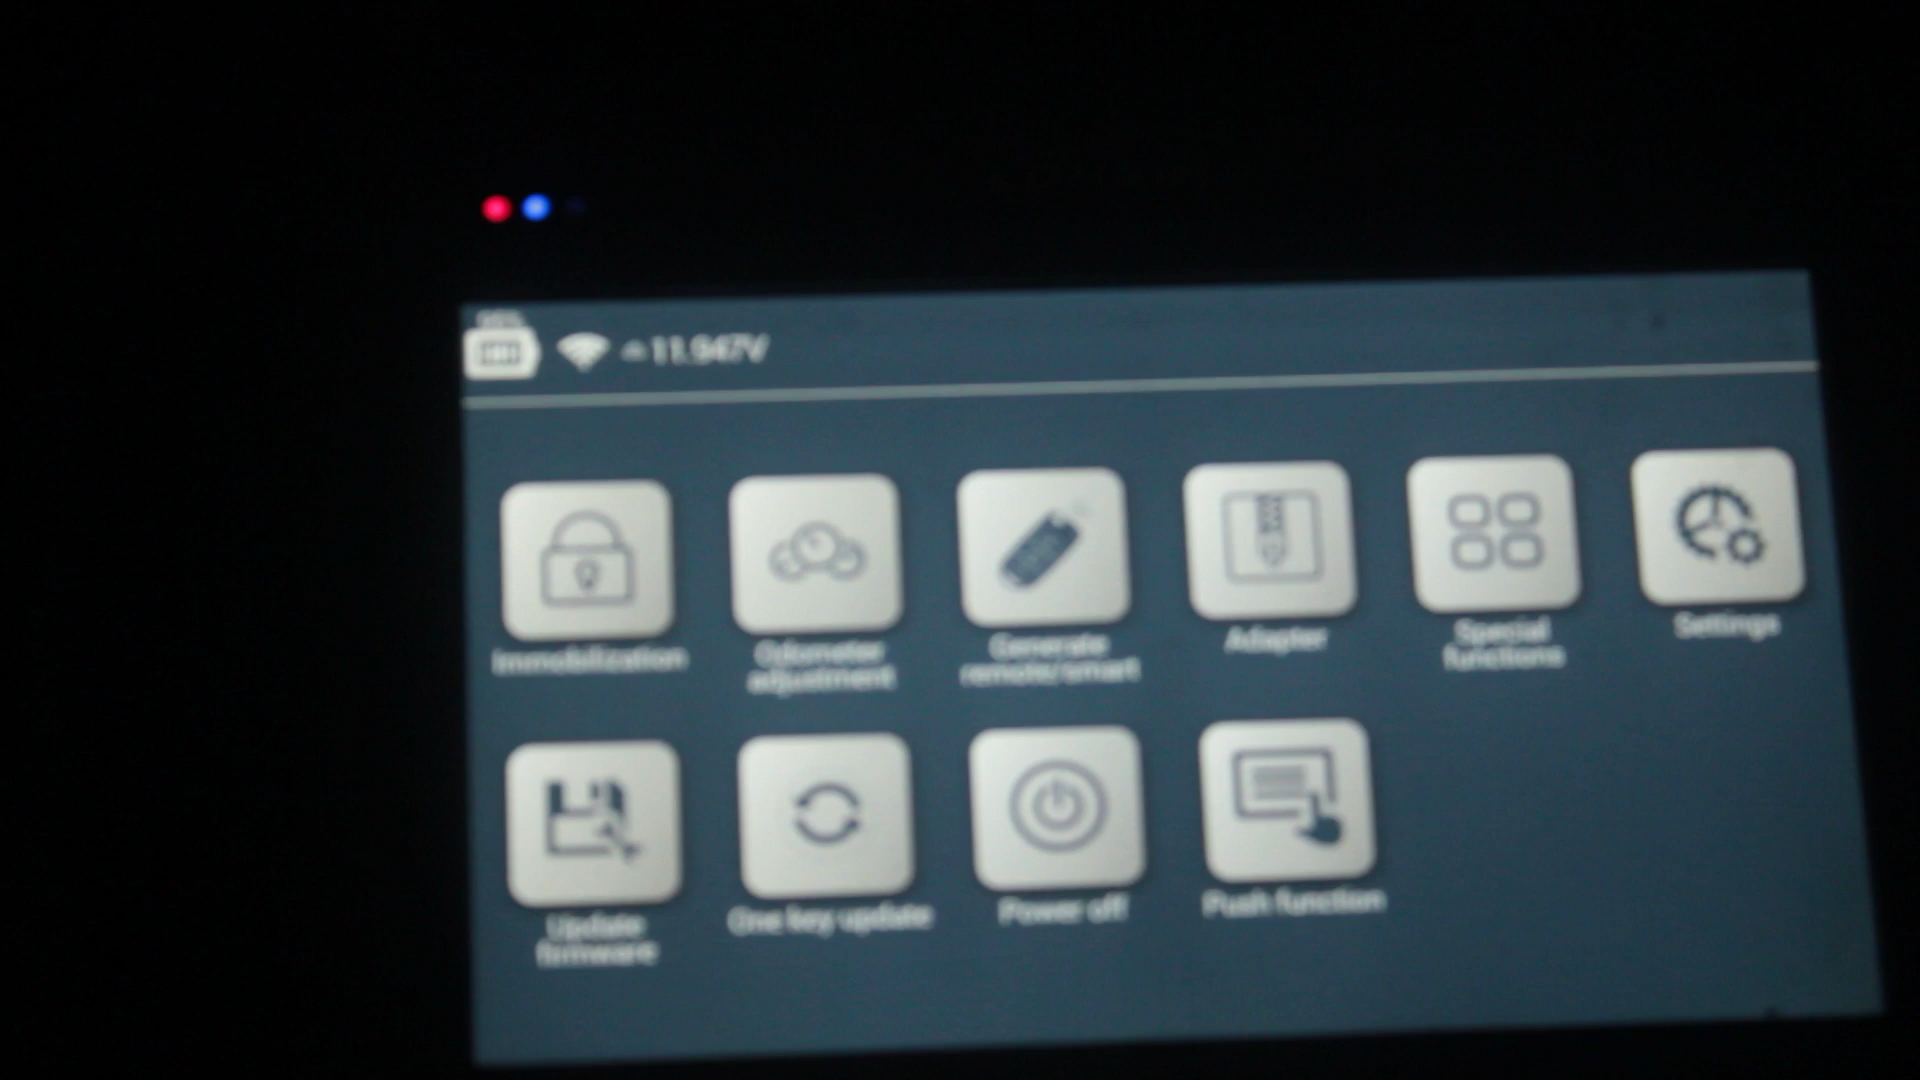 11.947V
Immobilization
Odometer
adjustment
Generate
remote/smart
Adapter
Special
functions
Settings
Update
firmware
One key update
Power off
Push function